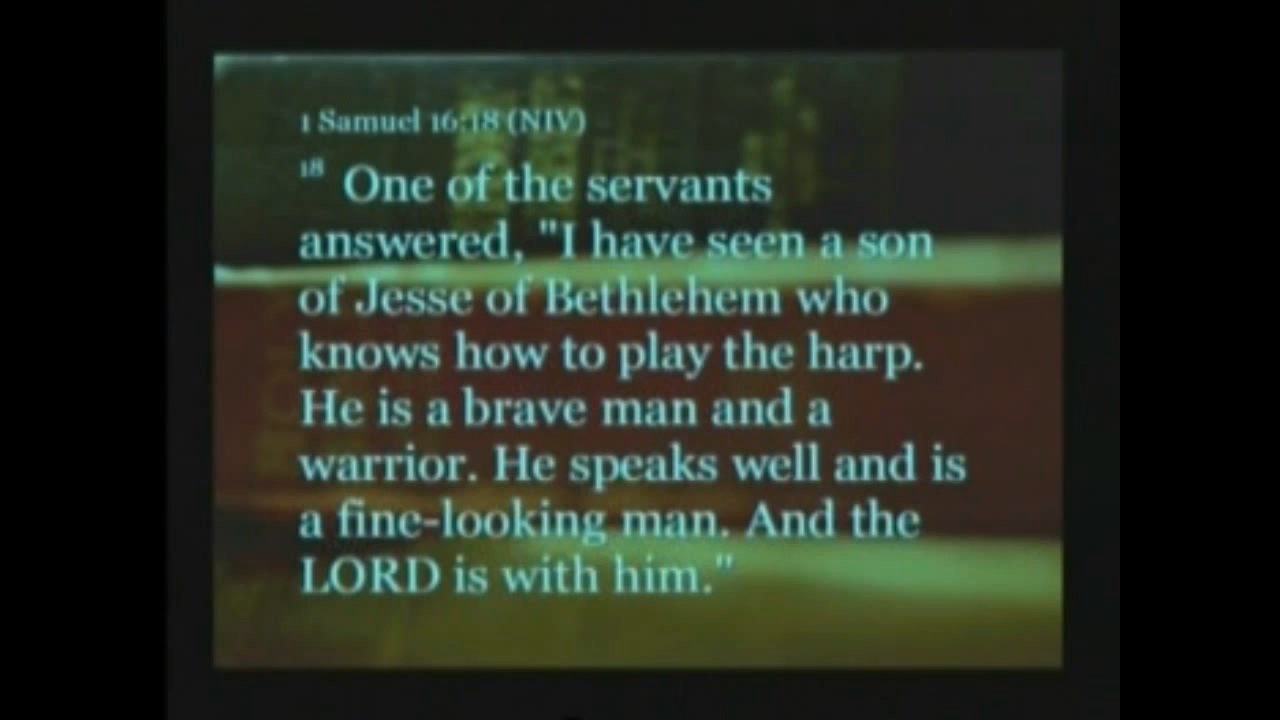 1 Samuel 16:18 (NIV)
18 One of the servants
answered, "I have seen a son
of Jesse of Bethlehem who
knows how to play the harp.
He is a brave man and a
warrior. He speaks well and is
a fine-looking man. And the
LORD is with him."